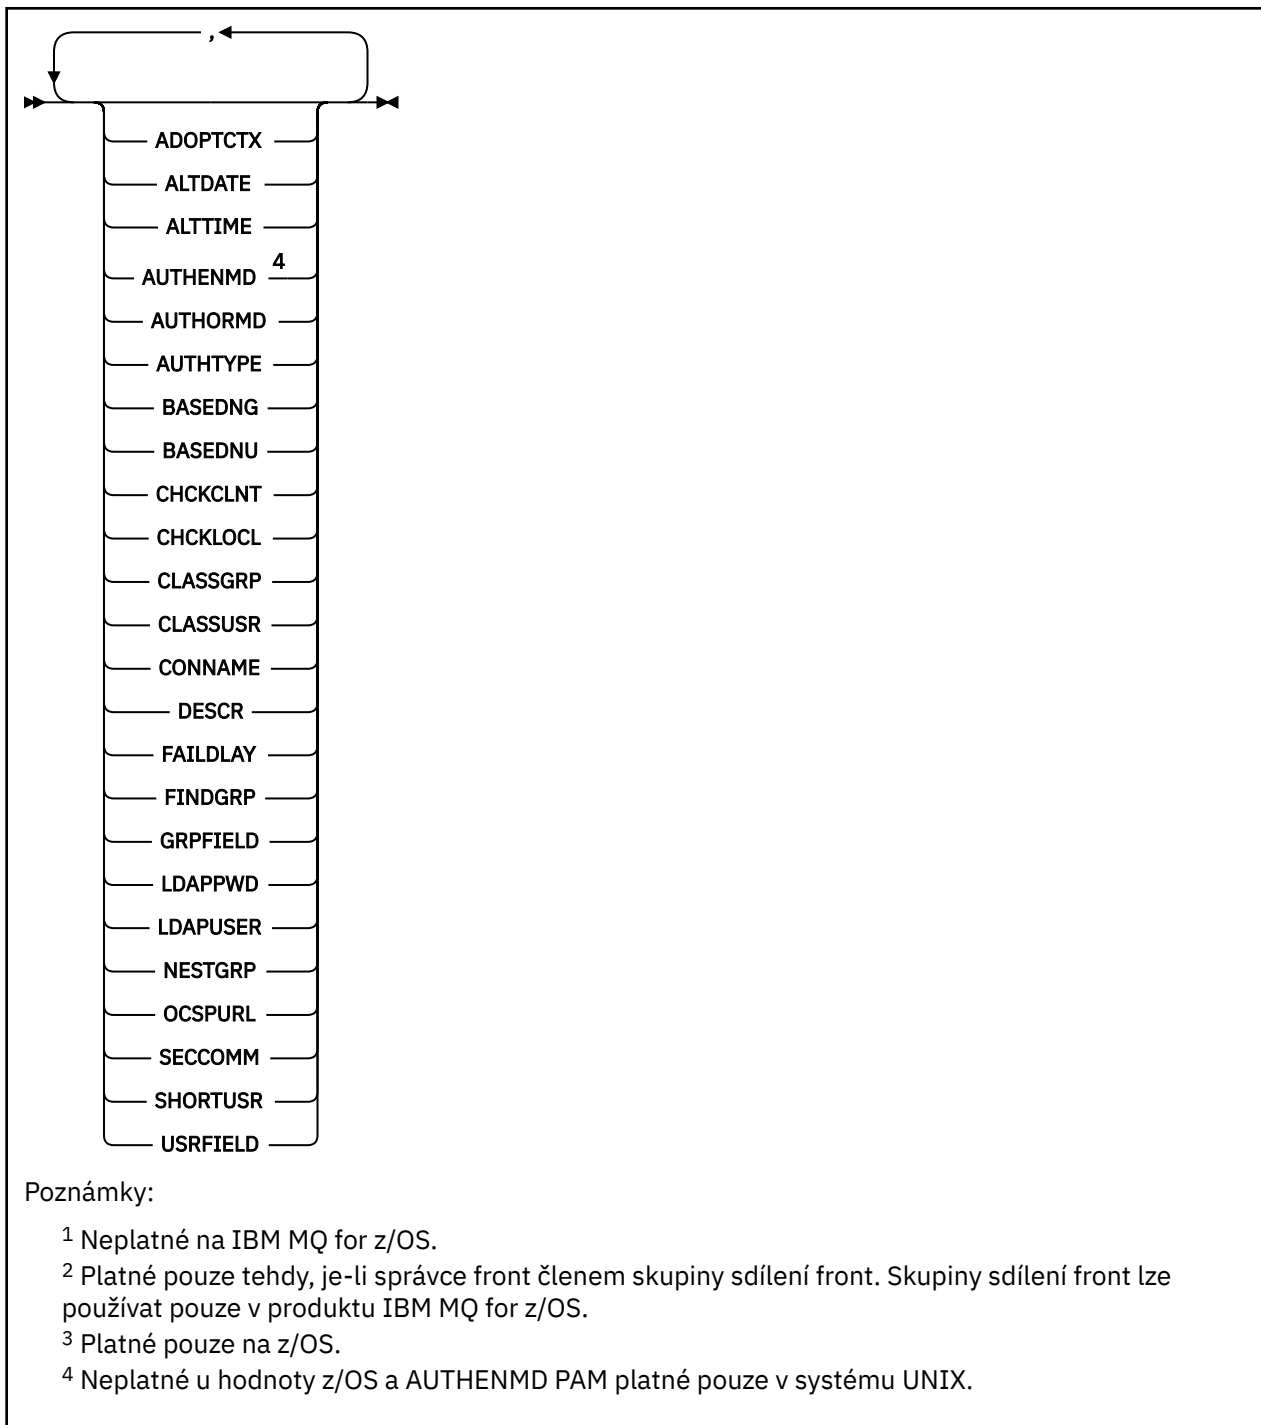 ,
ADOPTCTX
ALTDATE
ALTTIME
AUTHENMD 4
AUTHORMD
AUTHTYPE
BASEDNG
BASEDNU
CHCKCLNT
CHCKLOCL
CLASSGRP
CLASSUSR
CONNAME
DESCR
FAILDLAY
FINDGRP
GRPFIELD
LDAPPWD
LDAPUSER
NESTGRP
OCSPURL
SECCOMM
SHORTUSR
USRFIELD
Poznámky:
1 Neplatné na IBM MQ for z/OS.
2 Platné pouze tehdy, je-li správce front členem skupiny sdílení front. Skupiny sdílení front lze
používat pouze v produktu IBM MQ for z/OS.
3 Platné pouze na z/OS.
4 Neplatné u hodnoty z/OS a AUTHENMD PAM platné pouze v systému UNIX.